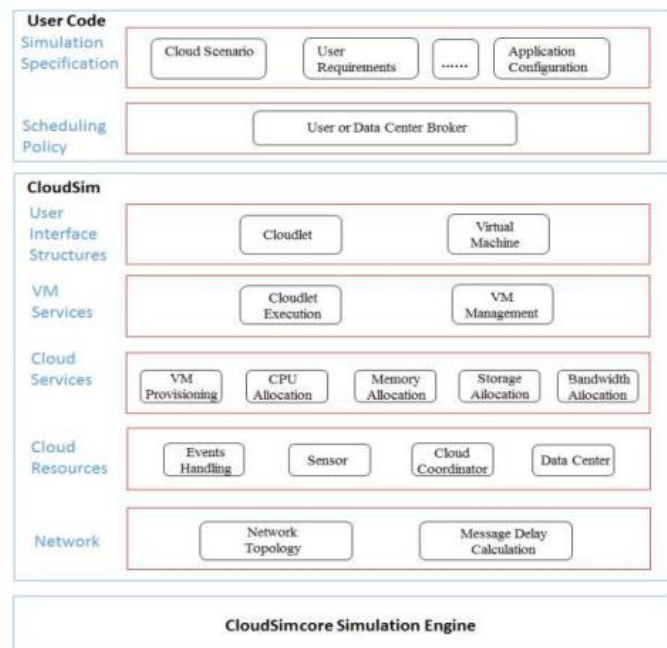 User Code
Simulation
Specification
Cloud Scenario
User
Requirements
......
Application
Configuration
Scheduling
Policy
User or Data Center Broker
CloudSim
User
Interface
Structures
Cloudlet
Virtual
Machine
VM
Services
Cloudlet
Execution
VM
Management
Cloud
Services
VM
Provisioning
CPU
Allocation
Memory
Allocation
Storage
Allocation
Bandwidth
Allocation
Cloud
Resources
Events
Handling
Sensor
Cloud
Coordinator
Data Center
Network
Network
Topology
Message Delay
Calculation
CloudSimcore Simulation Engine